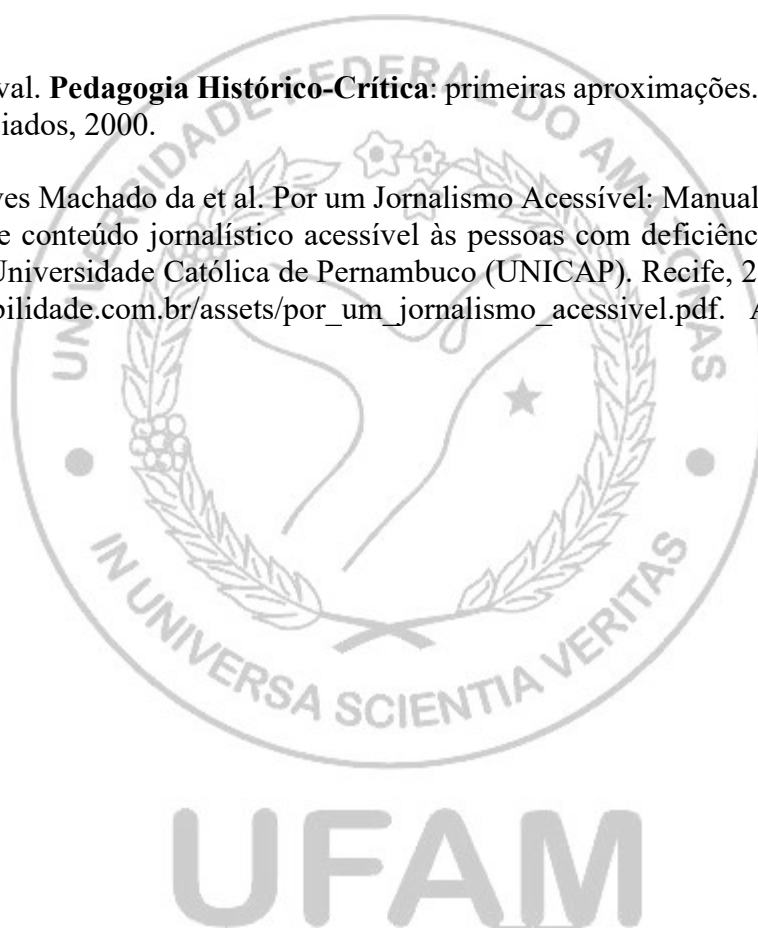 val. Pedagogia Histórico-Crítica: primeiras aproximações.
iados, 2000.
ves Machado da et al. Por um Jornalismo Acessível: Manual
e conteúdo jornalístico acessível às pessoas com deficiênc
Universidade Católica de Pernambuco (UNICAP). Recife, 2
bilidade.com.br/assets/por_um_jornalismo_acessivel.pdf. A
UNIVERSIDADE FEDERAL DO AMAZONAS
IN UNIVERSA SCIENTIA VERITAS
UFAM